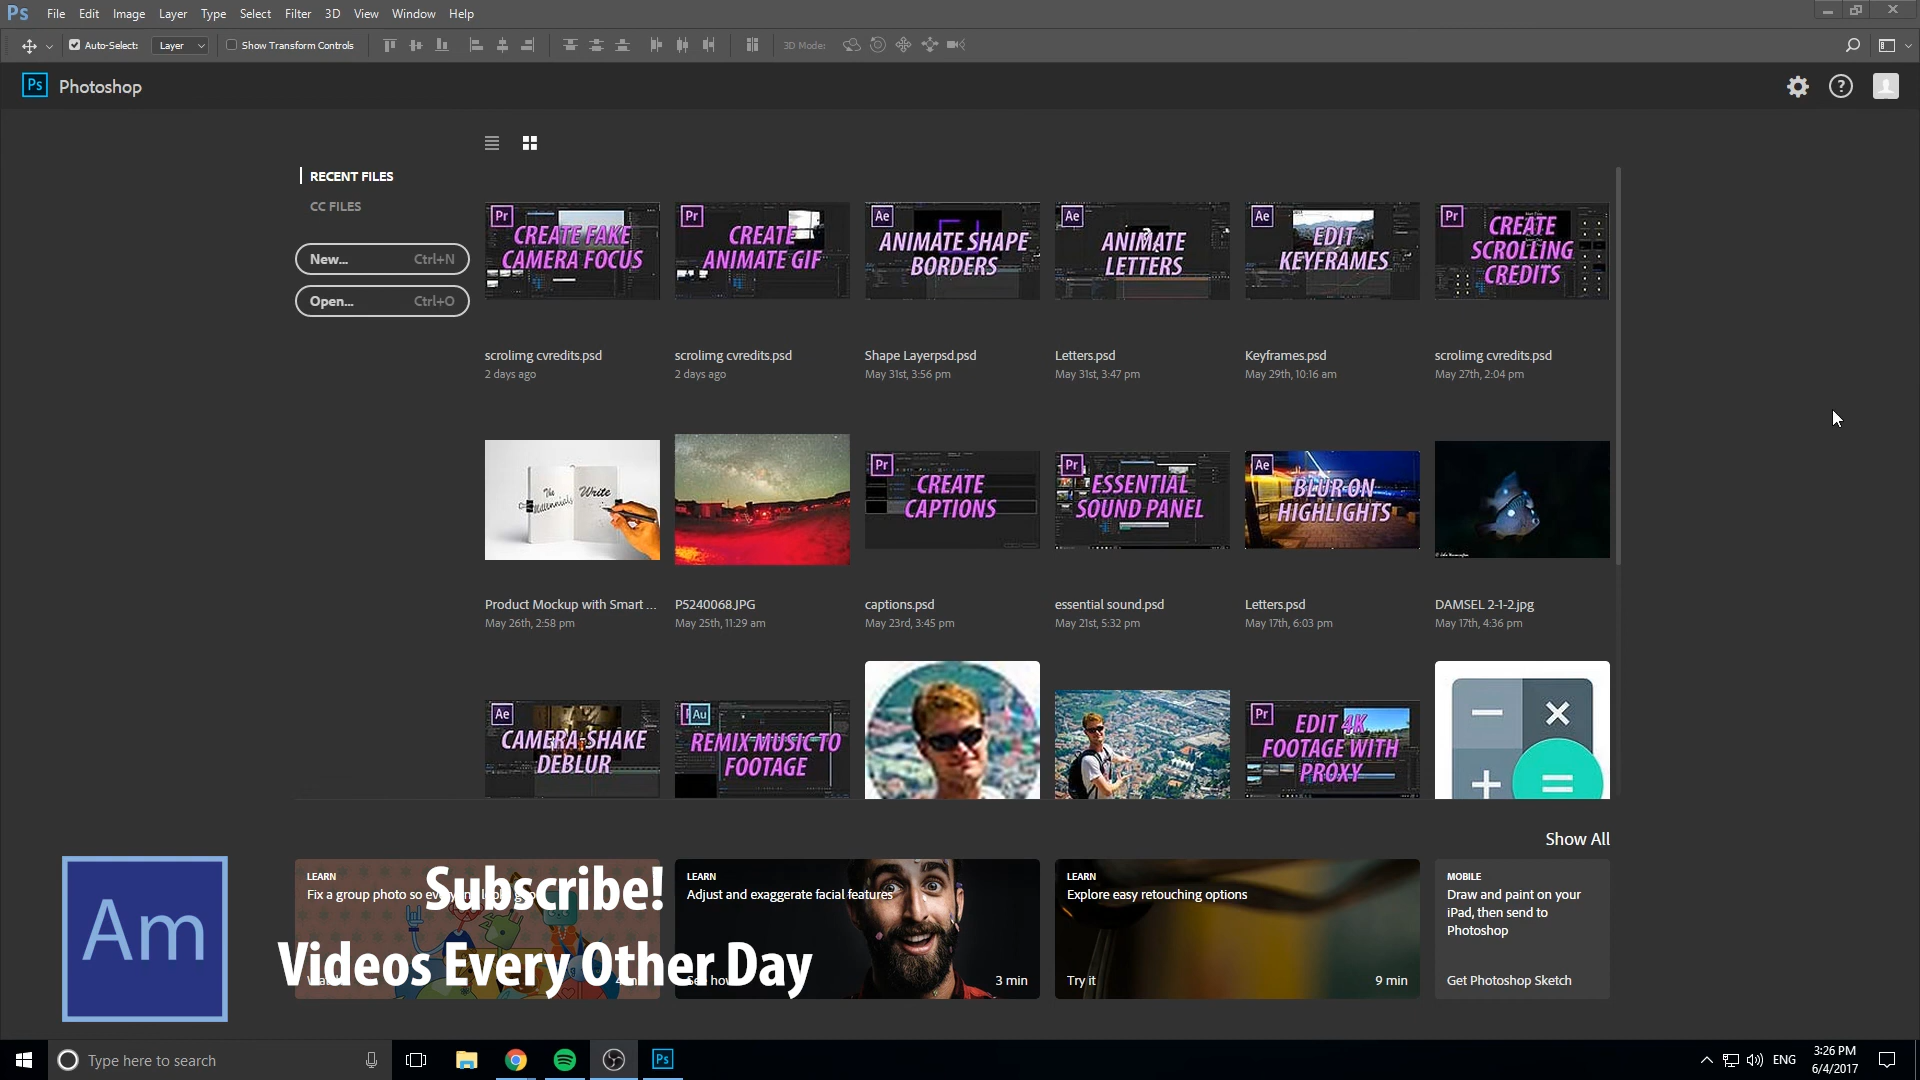 Ps File Edit Image Layer Type Select Filter 3D View Window Help
Auto-Select: Layer Show Transform Controls 3D Mode:
Ps Photoshop
RECENT FILES
CC FILES
New... Ctrl+N
Open... Ctrl+O
Pr CREATE FAKE CAMERA FOCUS
Pr CREATE ANIMATE GIF
Ae ANIMATE SHAPE BORDERS
Ae ANIMATE LETTERS
Ae EDIT KEYFRAMES
Pr CREATE SCROLLING CREDITS
scrolimg cvredits.psd
2 days ago
scrolimg cvredits.psd
2 days ago
Shape Layerpsd.psd
May 31st, 3:56 pm
Letters.psd
May 31st, 3:47 pm
Keyframes.psd
May 29th, 10:16 am
scrolimg cvredits.psd
May 27th, 2:04 pm
The Millennials Write
Pr CREATE CAPTIONS
Pr ESSENTIAL SOUND PANEL
Ae BLUR ON HIGHLIGHTS
Product Mockup with Smart ...
May 26th, 2:58 pm
P5240068.JPG
May 25th, 11:29 am
captions.psd
May 23rd, 3:45 pm
essential sound.psd
May 21st, 5:32 pm
Letters.psd
May 17th, 6:03 pm
DAMSEL 2-1-2.jpg
May 17th, 4:36 pm
Ae CAMERA-SHAKE DEBLUR
Au REMIX MUSIC TO FOOTAGE
Pr EDIT 4K FOOTAGE WITH PROXY
Show All
Am
Subscribe!
Videos Every Other Day
LEARN
Fix a group photo so
LEARN
Adjust and exaggerate facial features
3 min
LEARN
Explore easy retouching options
Try it 9 min
MOBILE
Draw and paint on your
iPad, then send to
Photoshop
Get Photoshop Sketch
Type here to search
Ps
ENG
3:26 PM
6/4/2017